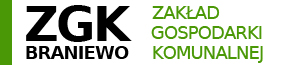 ZGK
BRANIEWO
ZAKŁAD
GOSPODARKI
KOMUNALNEJ